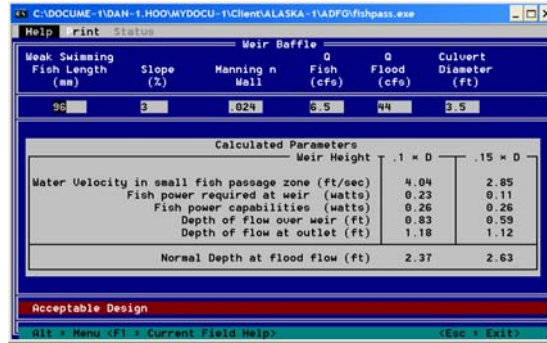 C:\DOCUME~1\DAN~1.HOO\MYDOCU~1\Client\ALASKA~1\ADFG\fishpass.exe
Help Print Status
Weir Baffle
Weak Swimming Q Q Culvert
Fish Length Slope Manning n Fish Flood Diameter
(mm) (%) Wall (cfs) (cfs) (ft)
96 3 .024 6.5 44 3.5
Calculated Parameters
Weir Height .1 × D .15 × D
Water Velocity in small fish passage zone (ft/sec) 4.04 2.85
Fish power required at weir (watts) 0.23 0.11
Fish power capabilities (watts) 0.26 0.26
Depth of flow over weir (ft) 0.83 0.59
Depth of flow at outlet (ft) 1.18 1.12
Normal Depth at flood flow (ft) 2.37 2.63
Acceptable Design
Alt = Menu <F1 = Current Field Help> <Esc = Exit>